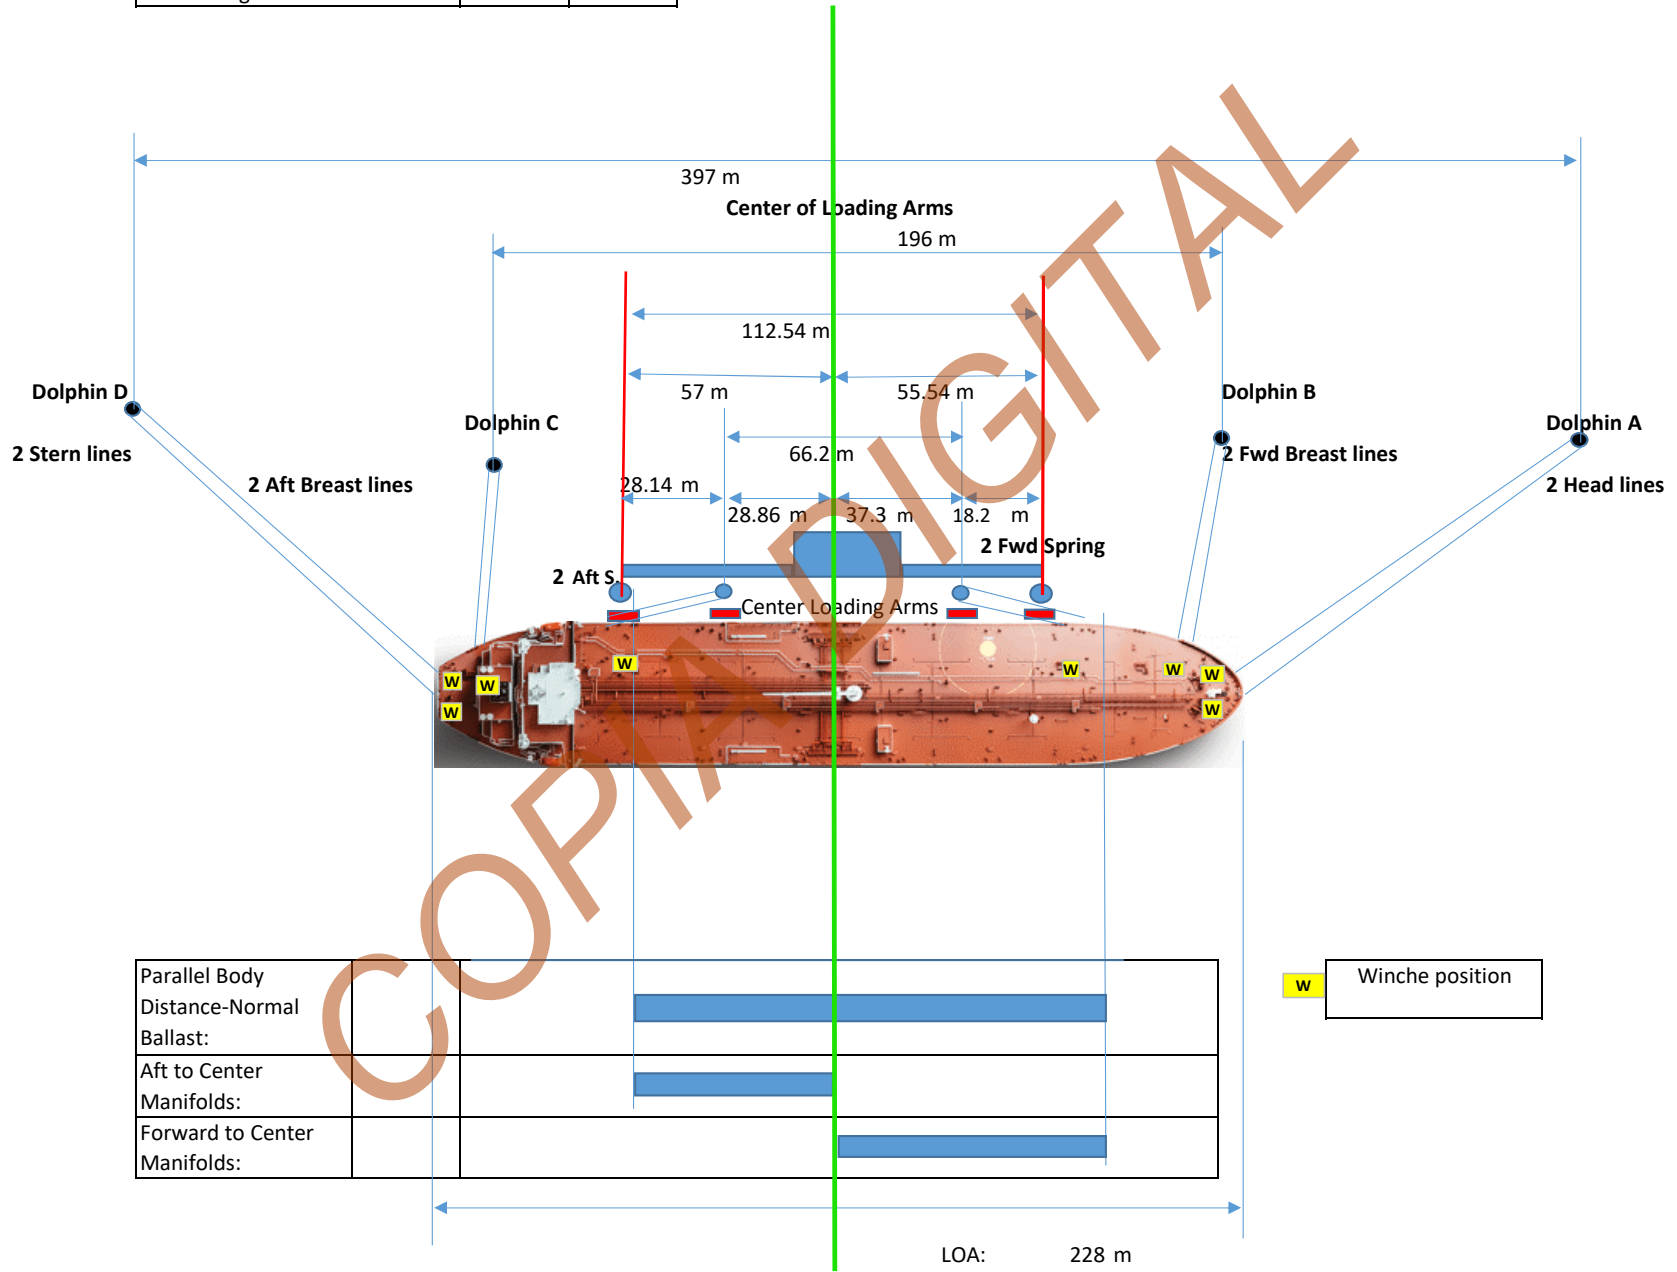 397 m
Center of Loading Arms
196 m
112.54 m
57 m
55.54 m
Dolphin D
Dolphin B
Dolphin C
Dolphin A
66.2 m
2 Stern lines
2 Fwd Breast lines
2 Aft Breast lines
28.14 m
2 Head lines
28.86 m
37.3 m
18.2 m
2 Fwd Spring
2 Aft S.
Center Loading Arms
W
W
W
W
W
W
W
W
COPIA DIGITAL
Parallel Body
Distance-Normal
Ballast:
Aft to Center
Manifolds:
Forward to Center
Manifolds:
W
Winche position
LOA: 228 m